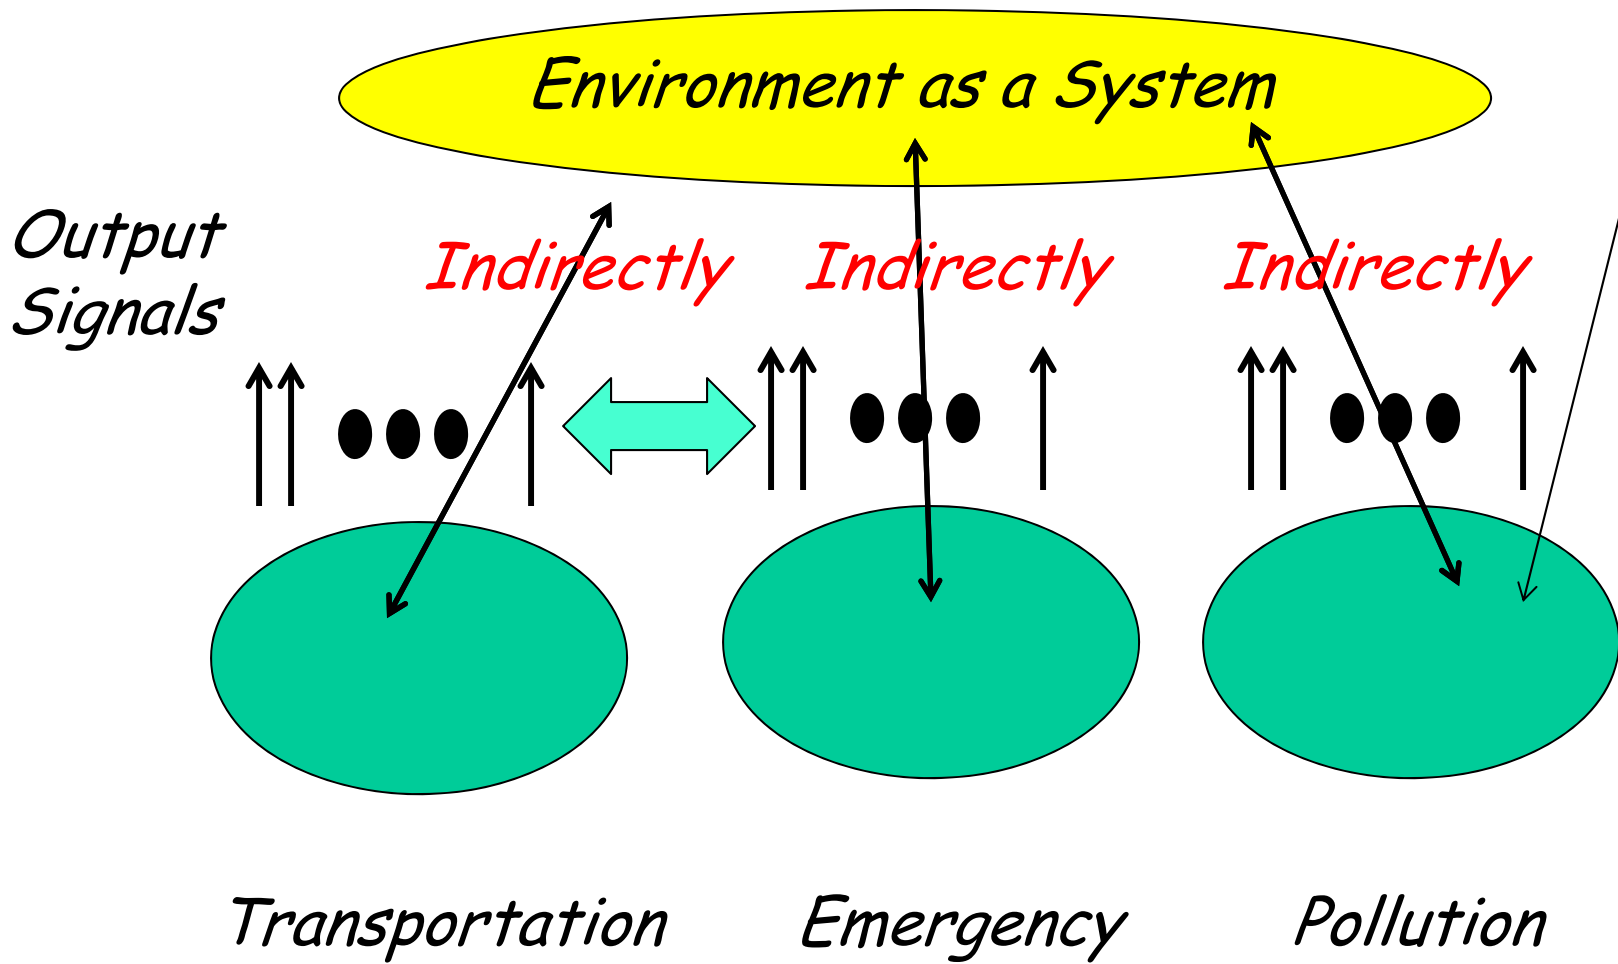 Environment as a System
Output
Signals
Indirectly Indirectly Indirectly
Transportation Emergency Pollution